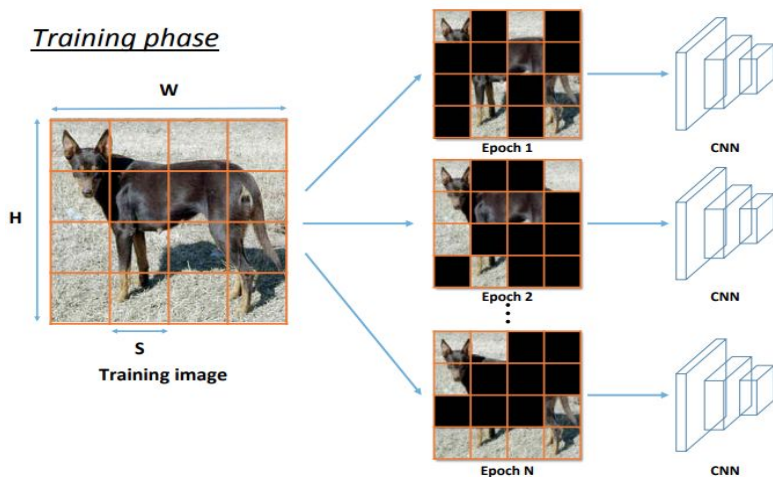 Training phase
W
H
S
Training image
Epoch 1
CNN
Epoch 2
CNN
Epoch N
CNN